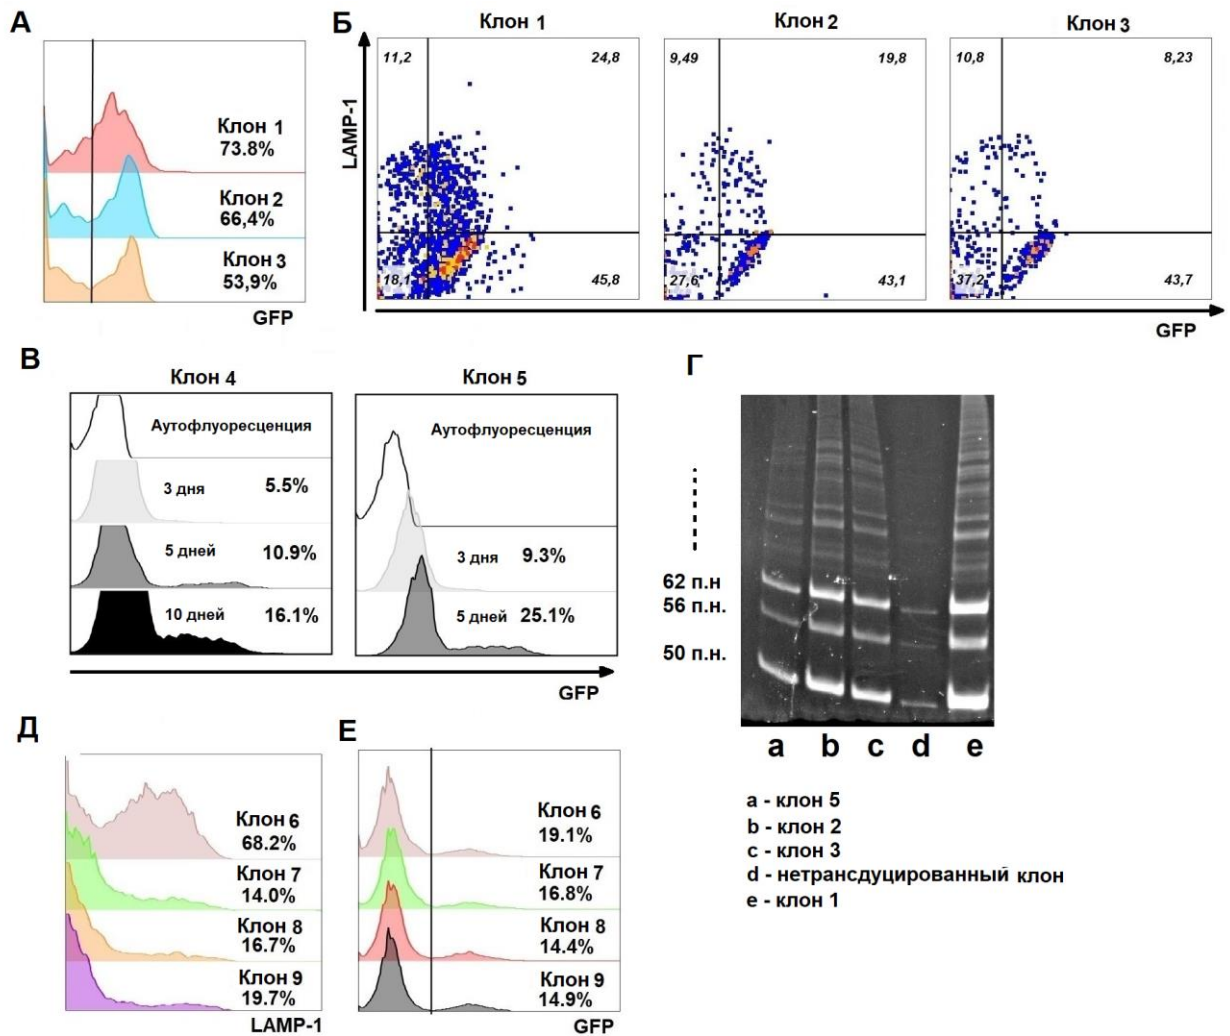 А
Клон 1
73.8%
Клон 2
66,4%
Клон 3
53,9%
GFP
Б
Клон 1
Клон 2
Клон 3
LAMP-1
11,2
24,8
18,1
45,8
9,49
19,8
27,6
43,1
10,8
8,23
37,2
43,7
GFP
В
Клон 4
Клон 5
Аутофлуоресценция
3 дня 5.5%
5 дней 10.9%
10 дней 16.1%
Аутофлуоресценция
3 дня 9.3%
5 дней 25.1%
GFP
Г
62 п.н
56 п.н.
50 п.н.
a b c d e
a - клон 5
b - клон 2
c - клон 3
d - нетрансдуцированный клон
e - клон 1
Д
Клон 6
68.2%
Клон 7
14.0%
Клон 8
16.7%
Клон 9
19.7%
LAMP-1
Е
Клон 6
19.1%
Клон 7
16.8%
Клон 8
14.4%
Клон 9
14.9%
GFP